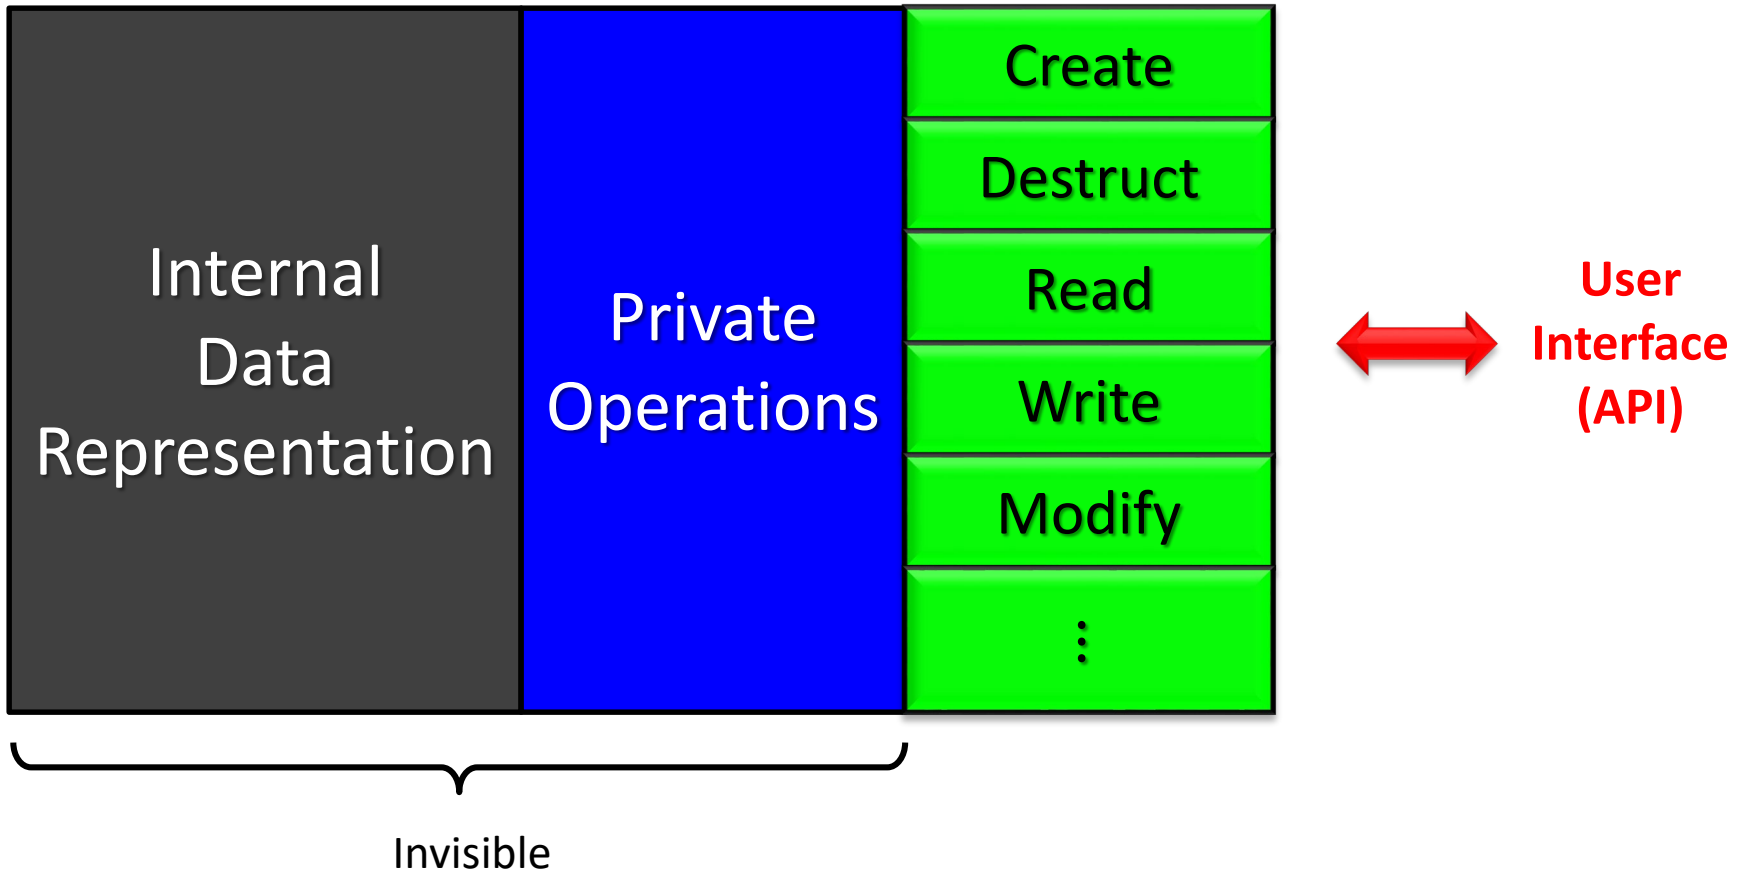 Internal
Data
Representation
Private
Operations
Create
Destruct
Read
Write
Modify
⋮
User
Interface
(API)
Invisible